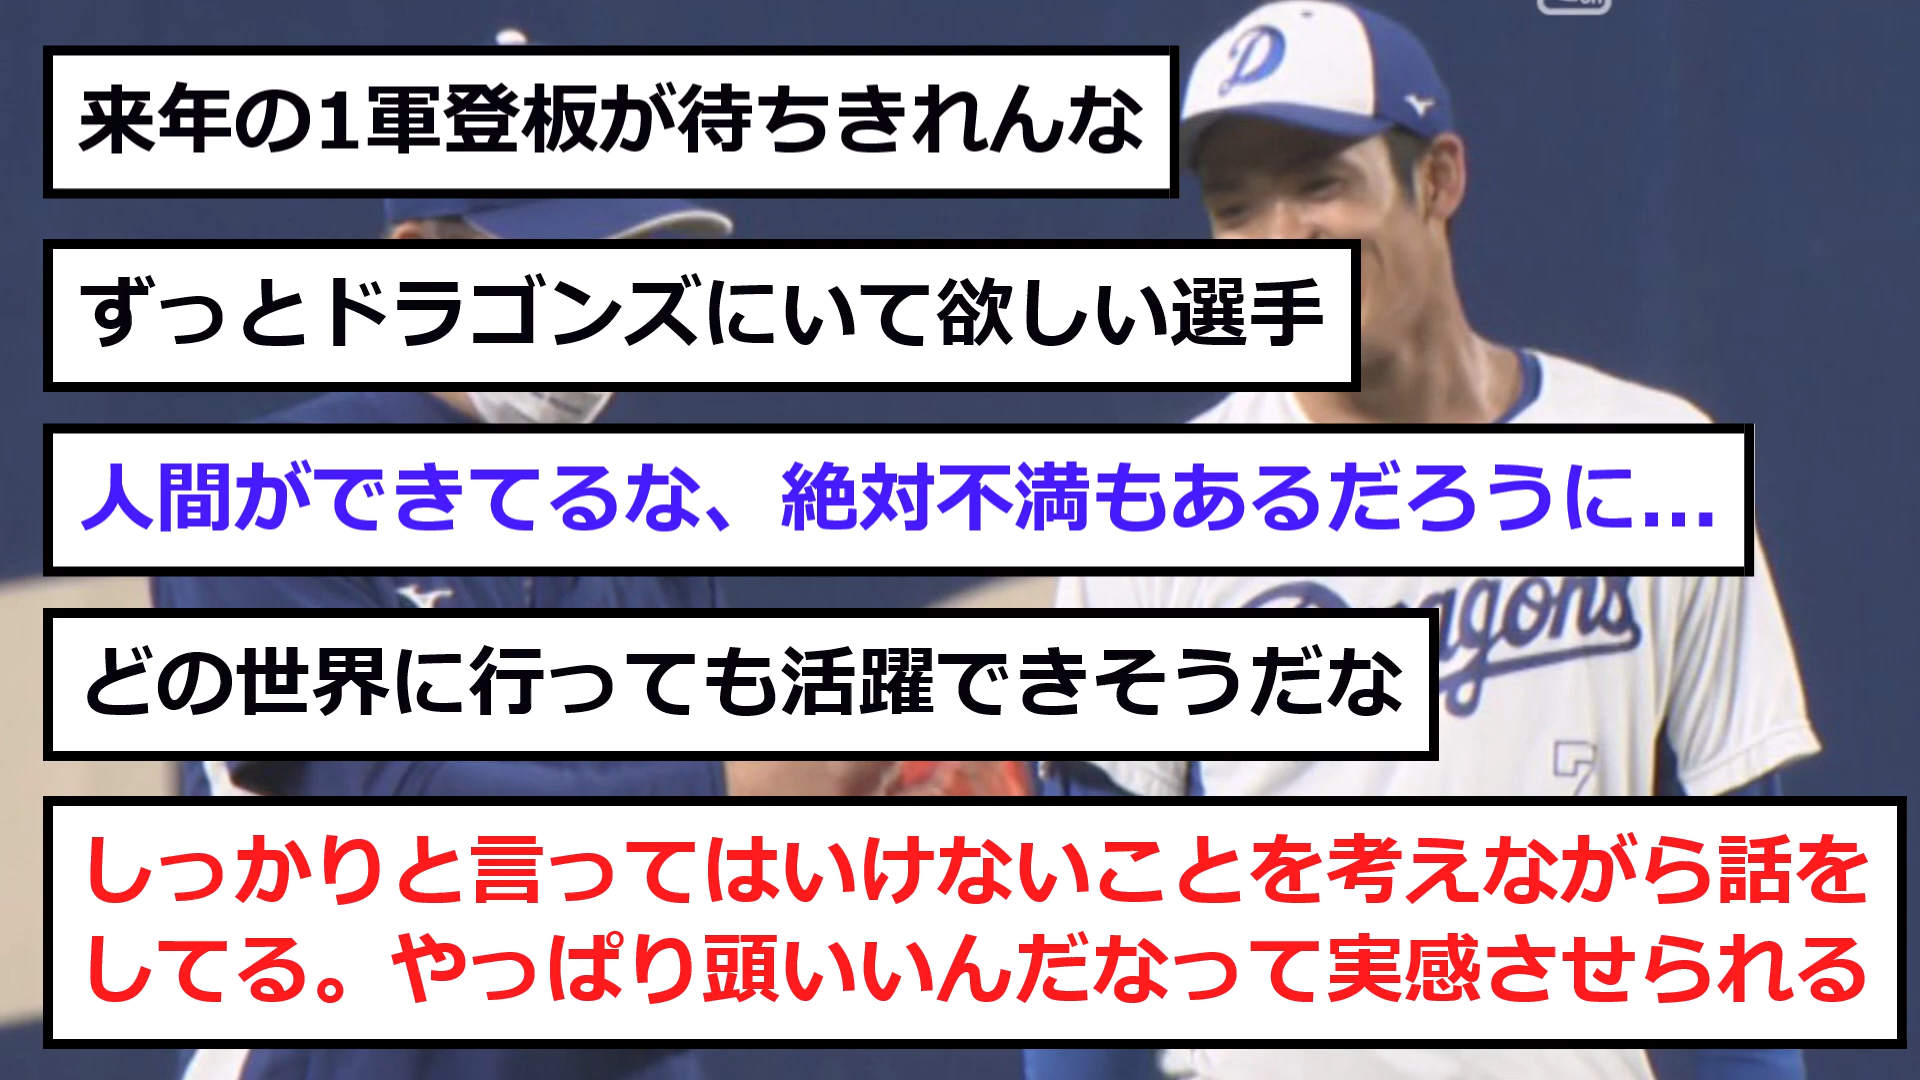 来年の1軍登板が待ちきれんな
ずっとドラゴンズにいて欲しい選手
人間ができてるな、絶対不満もあるだろうに…
どの世界に行っても活躍できそうだな
しっかりと言ってはいけないことを考えながら話を
してる。やっぱり頭いいんだなって実感させられる
D
Dragons
7